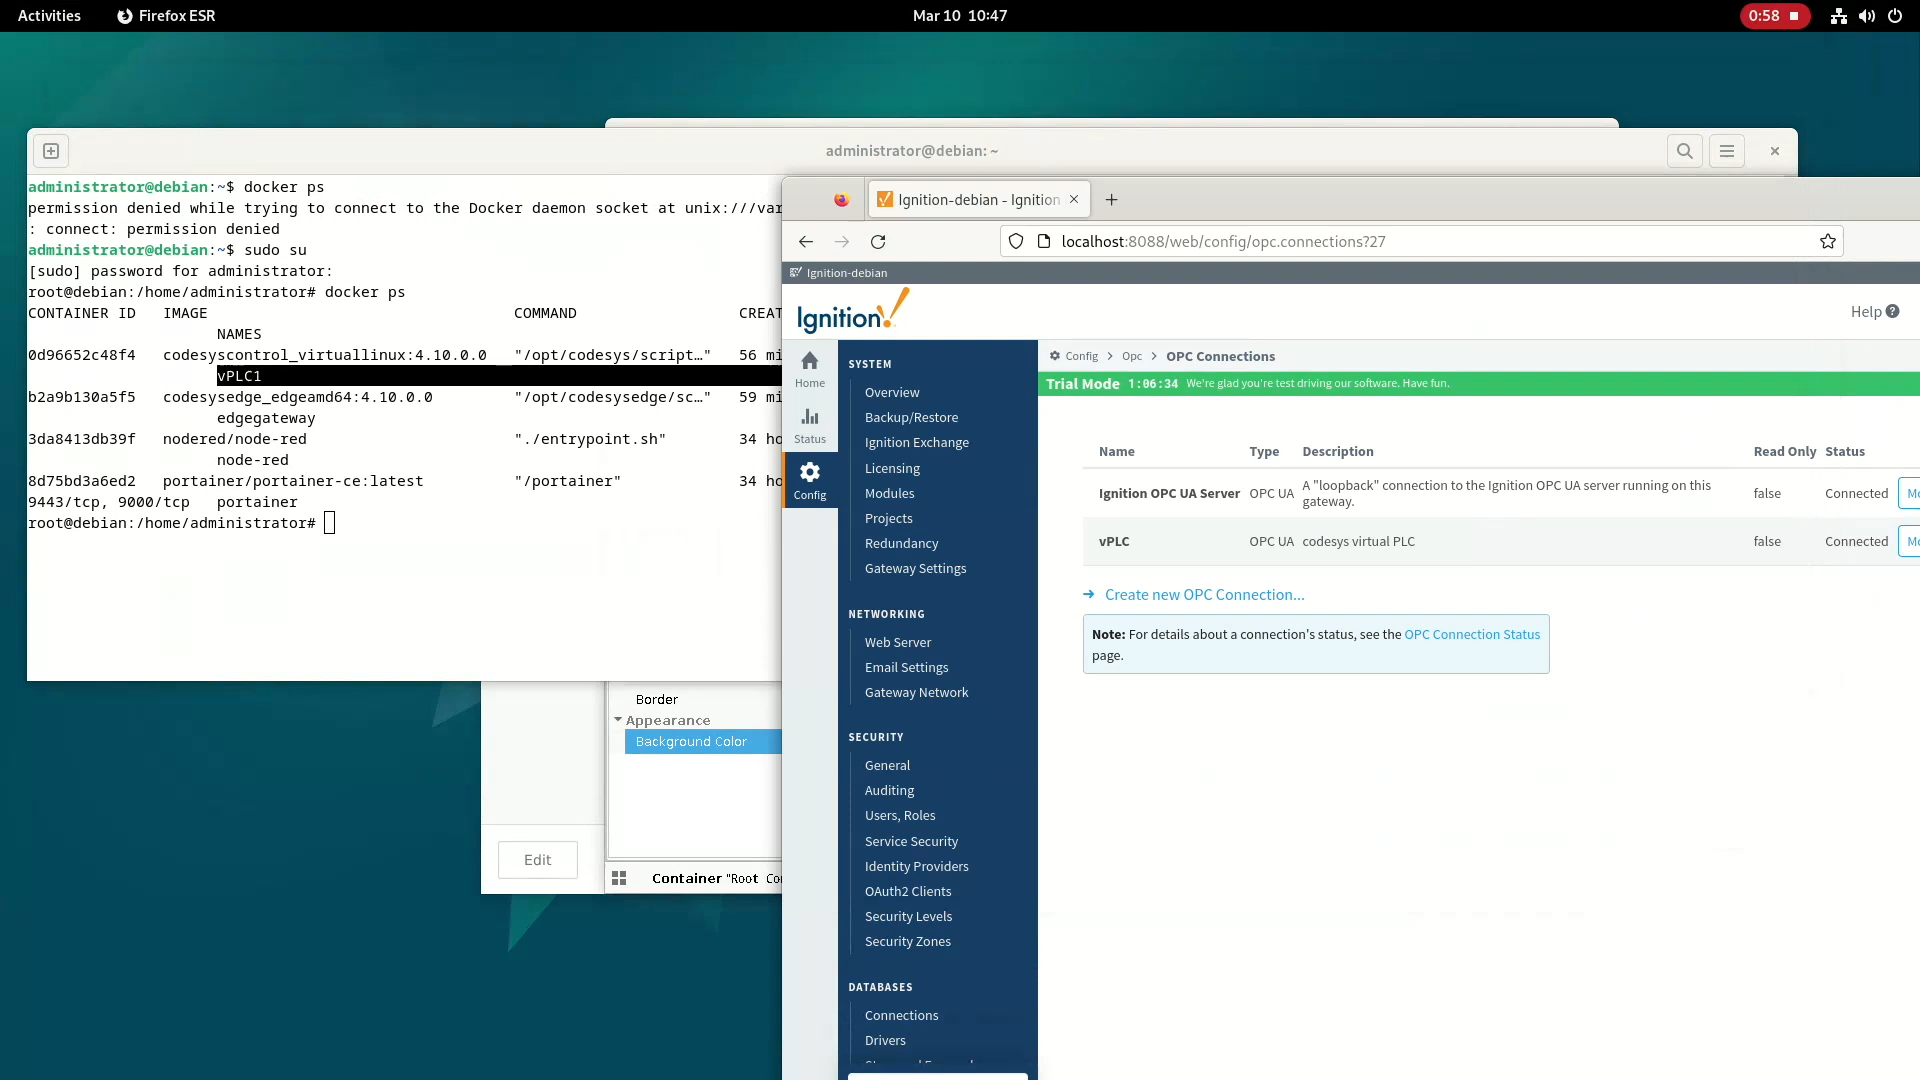 Activities
Firefox ESR
Mar 10 10:47
0:58
administrator@debian: ~
administrator@debian:~$ docker ps
permission denied while trying to connect to the Docker daemon socket at unix:///var
: connect: permission denied
administrator@debian:~$ sudo su
[sudo] password for administrator:
root@debian:/home/administrator# docker ps
CONTAINER ID IMAGE COMMAND CREAT
NAMES
0d96652c48f4 codesyscontrol_virtuallinux:4.10.0.0 "/opt/codesys/script…" 56 mi
vPLC1
b2a9b130a5f5 codesysedge_edgeamd64:4.10.0.0 "/opt/codesysedge/sc…" 59 mi
edgegateway
3da8413db39f nodered/node-red "./entrypoint.sh" 34 ho
node-red
8d75bd3a6ed2 portainer/portainer-ce:latest "/portainer" 34 ho
9443/tcp, 9000/tcp portainer
root@debian:/home/administrator#
Border
Appearance
Background Color
Edit
Container "Root Co
Ignition-debian - Ignition
localhost:8088/web/config/opc.connections?27
Ignition-debian
Ignition!
Help
Home
Status
Config
SYSTEM
Overview
Backup/Restore
Ignition Exchange
Licensing
Modules
Projects
Redundancy
Gateway Settings
NETWORKING
Web Server
Email Settings
Gateway Network
SECURITY
General
Auditing
Users, Roles
Service Security
Identity Providers
OAuth2 Clients
Security Levels
Security Zones
DATABASES
Connections
Drivers
Config > Opc > OPC Connections
Trial Mode 1:06:34 We're glad you're test driving our software. Have fun.
Name Type Description Read Only Status
Ignition OPC UA Server OPC UA A "loopback" connection to the Ignition OPC UA server running on this false Connected Mo
gateway.
vPLC OPC UA codesys virtual PLC false Connected Mo
Create new OPC Connection...
Note: For details about a connection's status, see the OPC Connection Status
page.